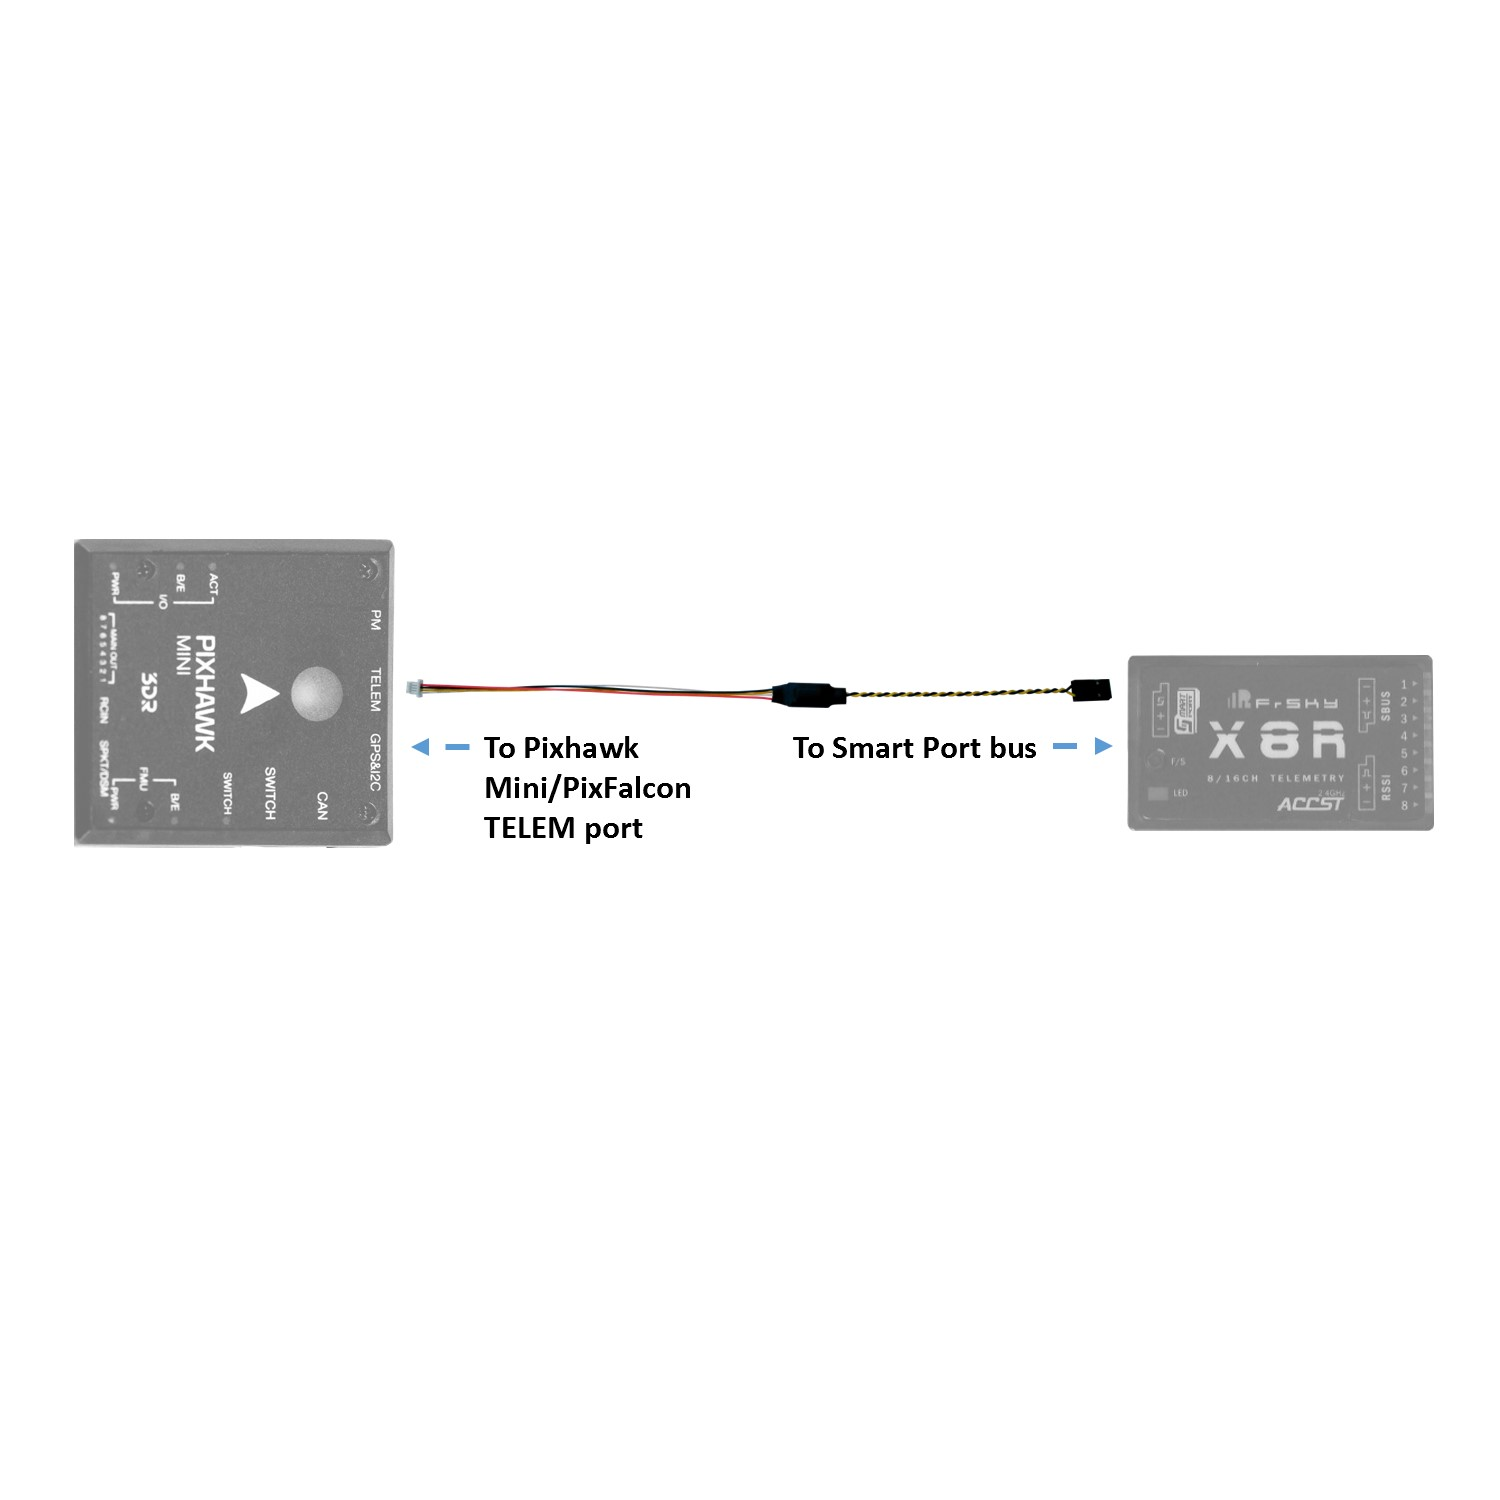 PM
TELEM
GPS&I2C
CAN
SWITCH
SWITCH
PIXHAWK
MINI
3DR
ACT
B/E
PWR
I/O
MAIN OUT
8 7 6 5 4 3 2 1
RCIN
SPKT/DSM
FMU
B/E
PWR
To Pixhawk
Mini/PixFalcon
TELEM port
To Smart Port bus
FrSKY
X8R
8/16CH TELEMETRY
2.4GHz
ACCST
F/S
LED
SBUS
RSSI
1
2
3
4
5
6
7
8